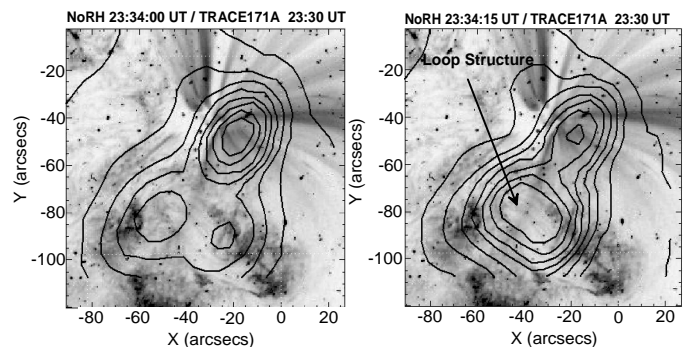 NoRH 23:34:00 UT / TRACE171A 23:30 UT
-20
-40
-60
-80
-100
Y (arcsecs)
-80 -60 -40 -20 0 20
X (arcsecs)
NoRH 23:34:15 UT / TRACE171A 23:30 UT
Loop Structure
-20
-40
-60
-80
-100
Y (arcsecs)
-80 -60 -40 -20 0 20
X (arcsecs)